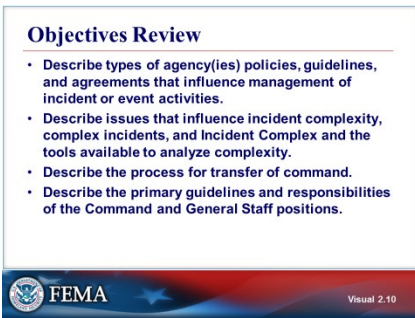 Objectives Review
• Describe types of agency(ies) policies, guidelines,
and agreements that influence management of
incident or event activities.
• Describe issues that influence incident complexity,
complex incidents, and Incident Complex and the
tools available to analyze complexity.
• Describe the process for transfer of command.
• Describe the primary guidelines and responsibilities
of the Command and General Staff positions.
FEMA
Visual 2.10